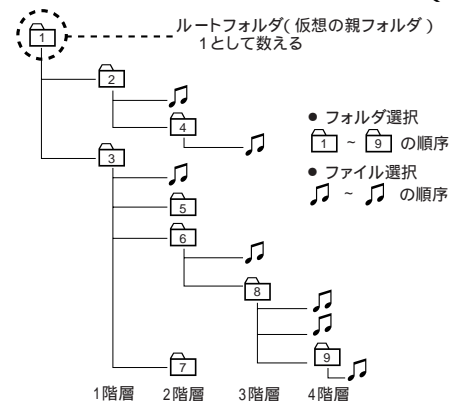 ルートフォルダ(仮想の親フォルダ)
1として数える
1
2
4
3
5
6
8
9
7
● フォルダ選択
1 ~ 9 の順序
● ファイル選択
♫ ~ ♫ の順序
1階層 2階層 3階層 4階層